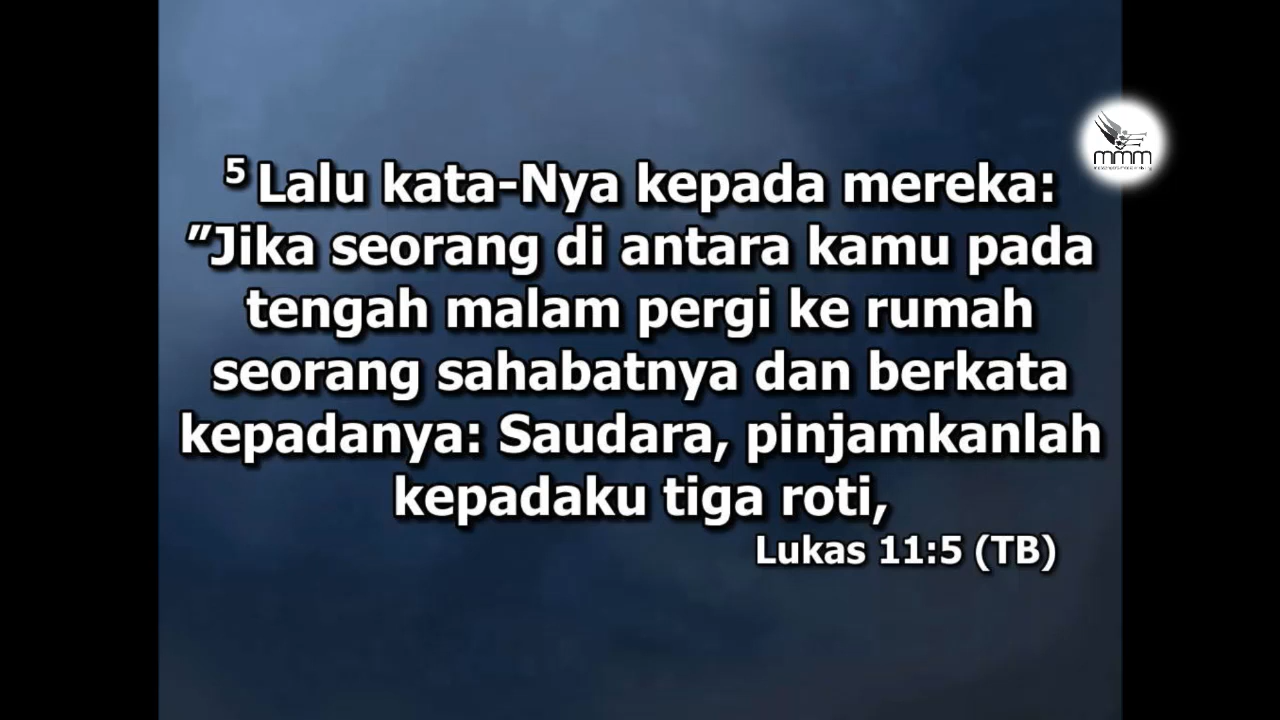 5 Lalu kata-Nya kepada mereka:
"Jika seorang di antara kamu pada
tengah malam pergi ke rumah
seorang sahabatnya dan berkata
kepadanya: Saudara, pinjamkanlah
kepadaku tiga roti,
Lukas 11:5 (TB)
mmm